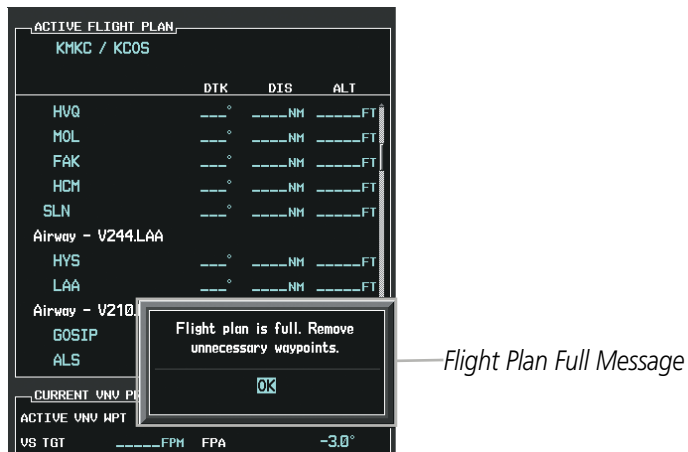 ACTIVE FLIGHT PLAN
KMKC / KCOS
DTK DIS ALT
HVQ ___° ____NM _____FT
MOL ___° ____NM _____FT
FAK ___° ____NM _____FT
HCM ___° ____NM _____FT
SLN ___° ____NM _____FT
Airway - V244.LAA
HYS ___° ____NM _____FT
LAA ___° ____NM _____FT
Airway - V210.
GOSIP
ALS
Flight plan is full. Remove
unnecessary waypoints.
OK
Flight Plan Full Message
CURRENT VNV P
ACTIVE VNV WPT
VS TGT _____FPM FPA -3.0°